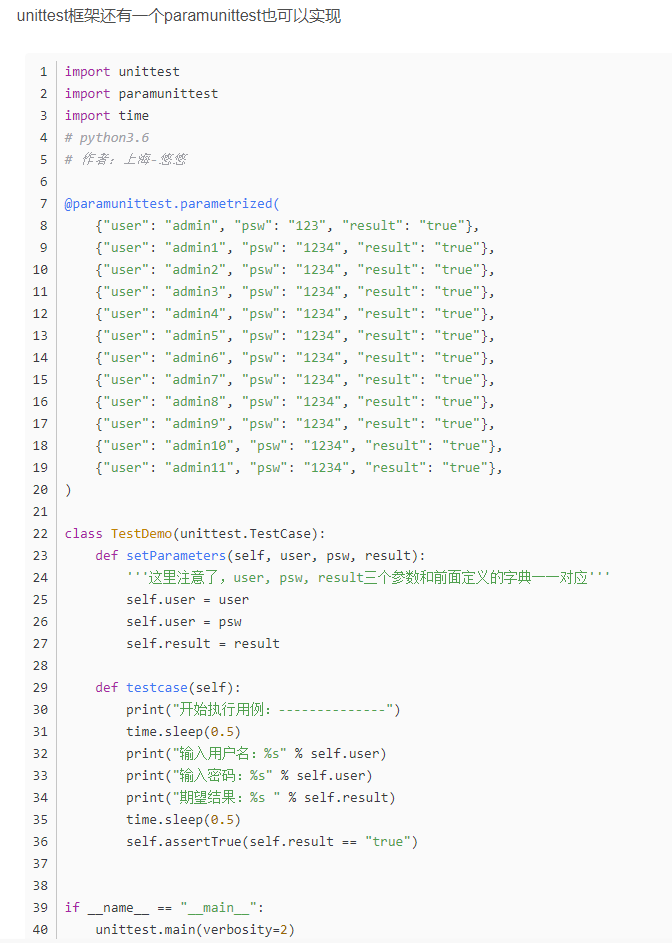 unittest框架还有一个paramunittest也可以实现
1 import unittest
2 import paramunittest
3 import time
4 # python3.6
5 # 作者：上海-悠悠
6
7 @paramunittest.parametrized(
8     {"user": "admin", "psw": "123", "result": "true"},
9     {"user": "admin1", "psw": "1234", "result": "true"},
10     {"user": "admin2", "psw": "1234", "result": "true"},
11     {"user": "admin3", "psw": "1234", "result": "true"},
12     {"user": "admin4", "psw": "1234", "result": "true"},
13     {"user": "admin5", "psw": "1234", "result": "true"},
14     {"user": "admin6", "psw": "1234", "result": "true"},
15     {"user": "admin7", "psw": "1234", "result": "true"},
16     {"user": "admin8", "psw": "1234", "result": "true"},
17     {"user": "admin9", "psw": "1234", "result": "true"},
18     {"user": "admin10", "psw": "1234", "result": "true"},
19     {"user": "admin11", "psw": "1234", "result": "true"},
20 )
21
22 class TestDemo(unittest.TestCase):
23     def setParameters(self, user, psw, result):
24         '''这里注意了，user, psw, result三个参数和前面定义的字典一一对应'''
25         self.user = user
26         self.user = psw
27         self.result = result
28
29     def testcase(self):
30         print("开始执行用例：--------------")
31         time.sleep(0.5)
32         print("输入用户名：%s" % self.user)
33         print("输入密码：%s" % self.user)
34         print("期望结果：%s " % self.result)
35         time.sleep(0.5)
36         self.assertTrue(self.result == "true")
37
38
39 if __name__ == "__main__":
40     unittest.main(verbosity=2)